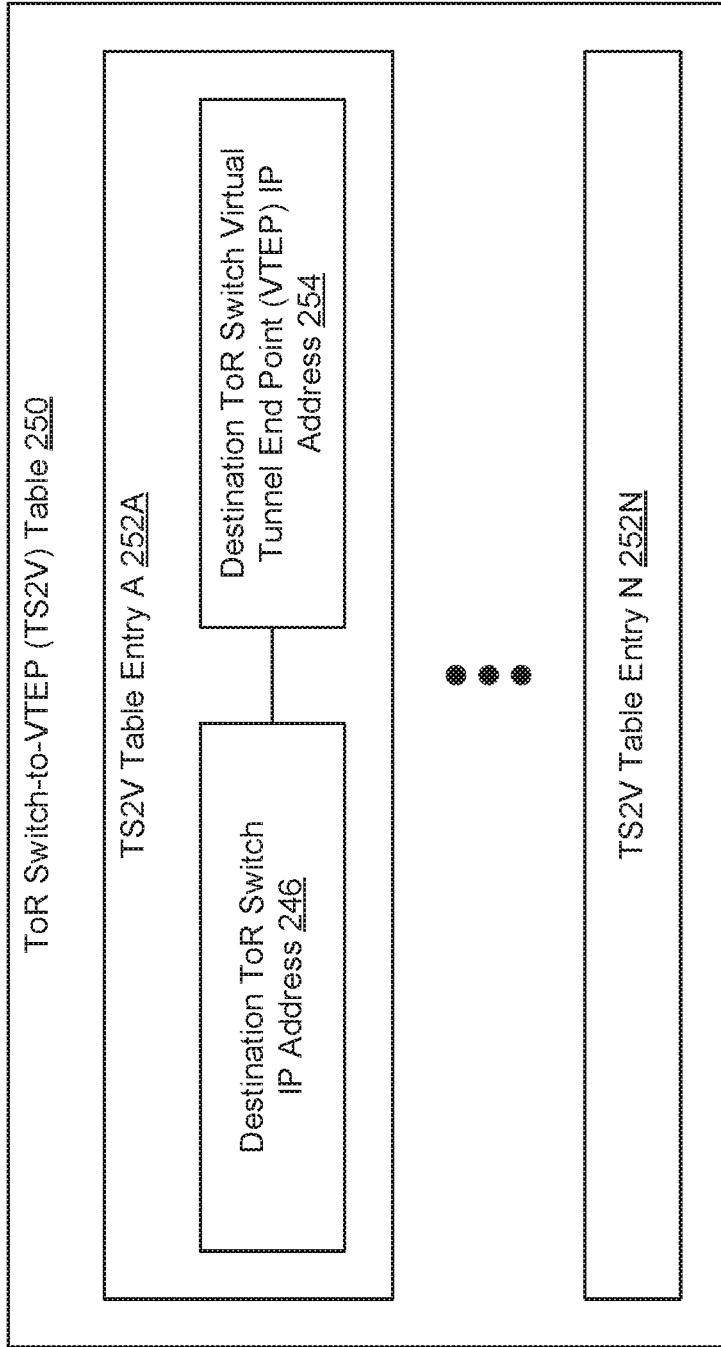 ToR Switch-to-VTEP (TS2V) Table 250
TS2V Table Entry A 252A
Destination ToR Switch
IP Address 246
Destination ToR Switch Virtual
Tunnel End Point (VTEP) IP
Address 254
TS2V Table Entry N 252N